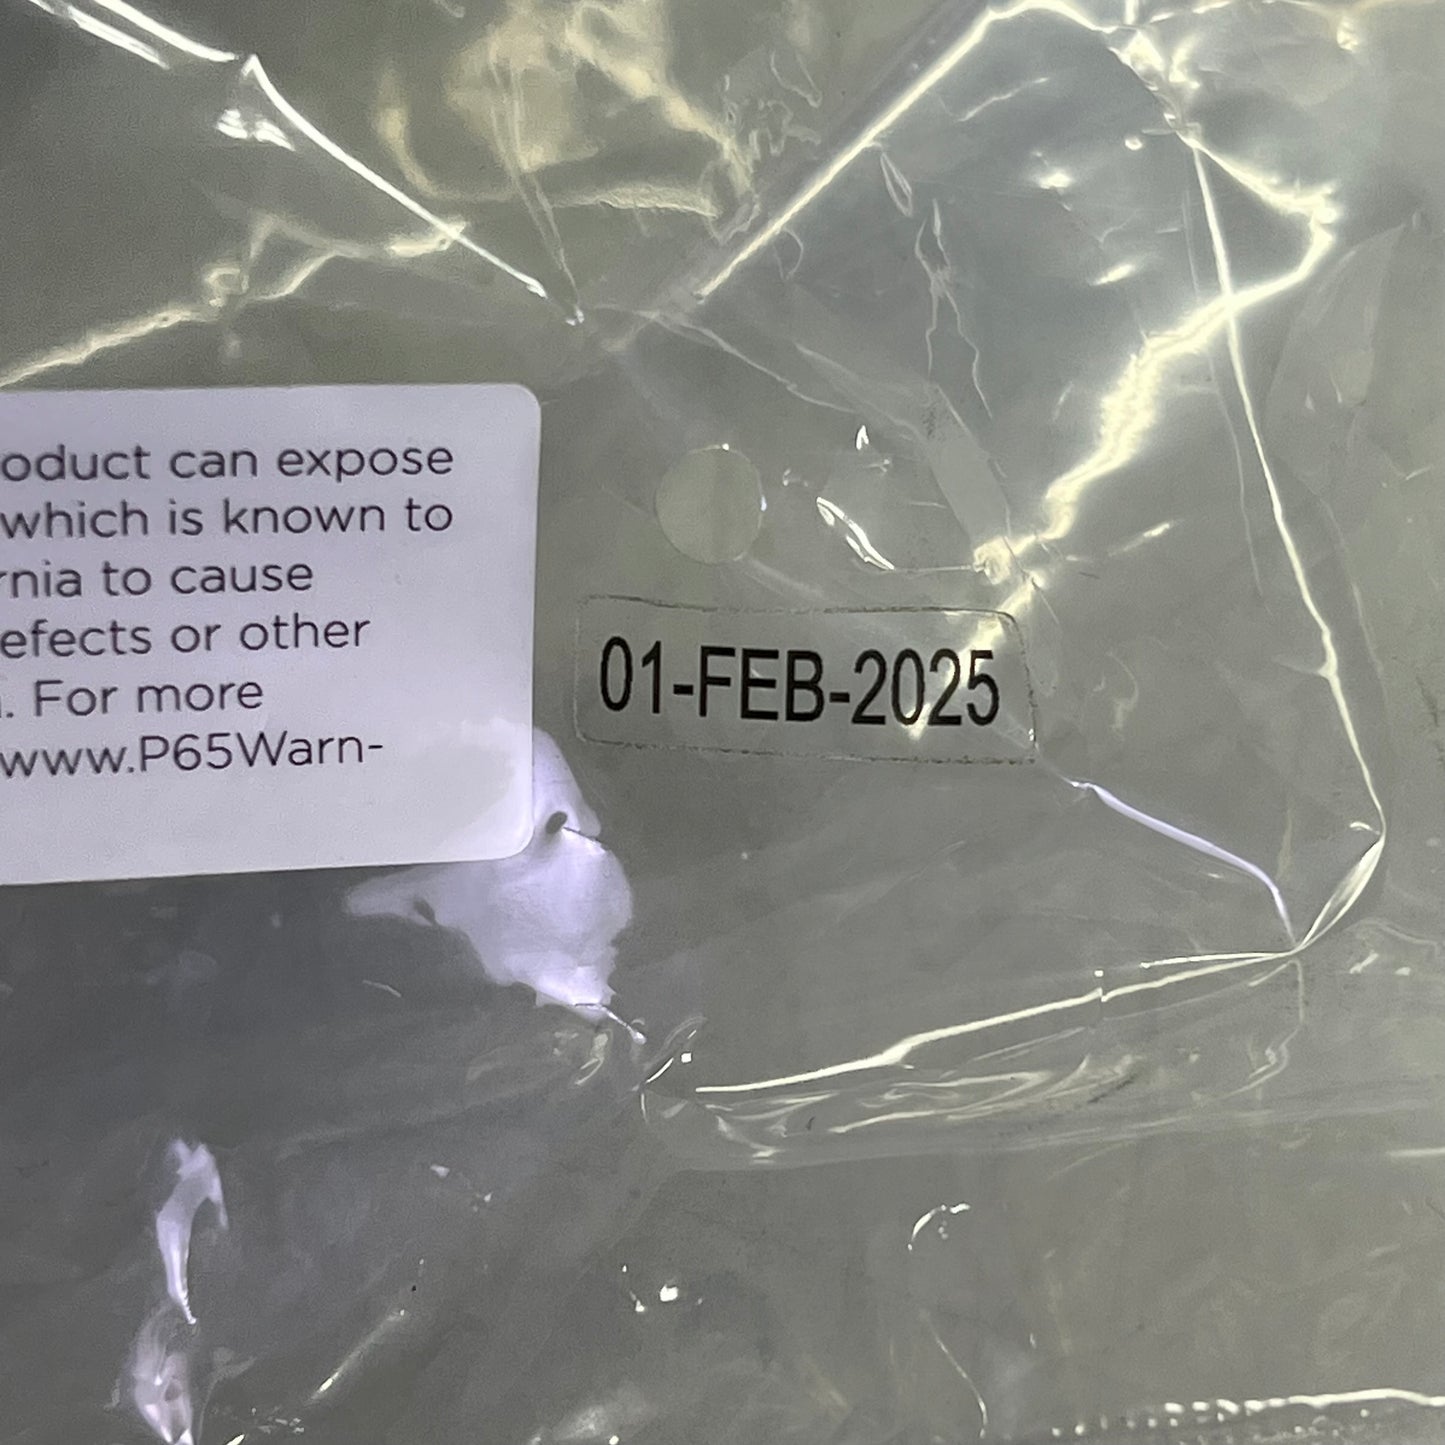 oduct can expose
which is known to
rnia to cause
efects or other
. For more
www.P65Warn-
01-FEB-2025